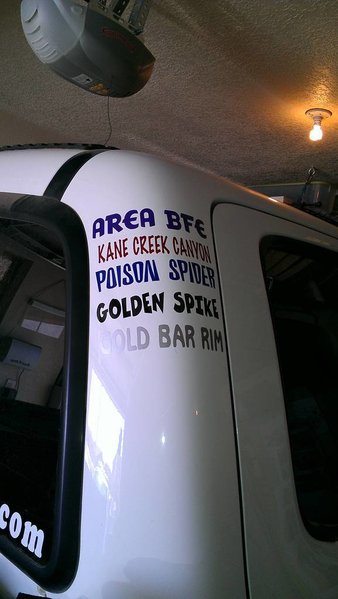 AREA BFE
KANE CREEK CANYON
POISON SPIDER
GOLDEN SPIKE
GOLD BAR RIM
.com